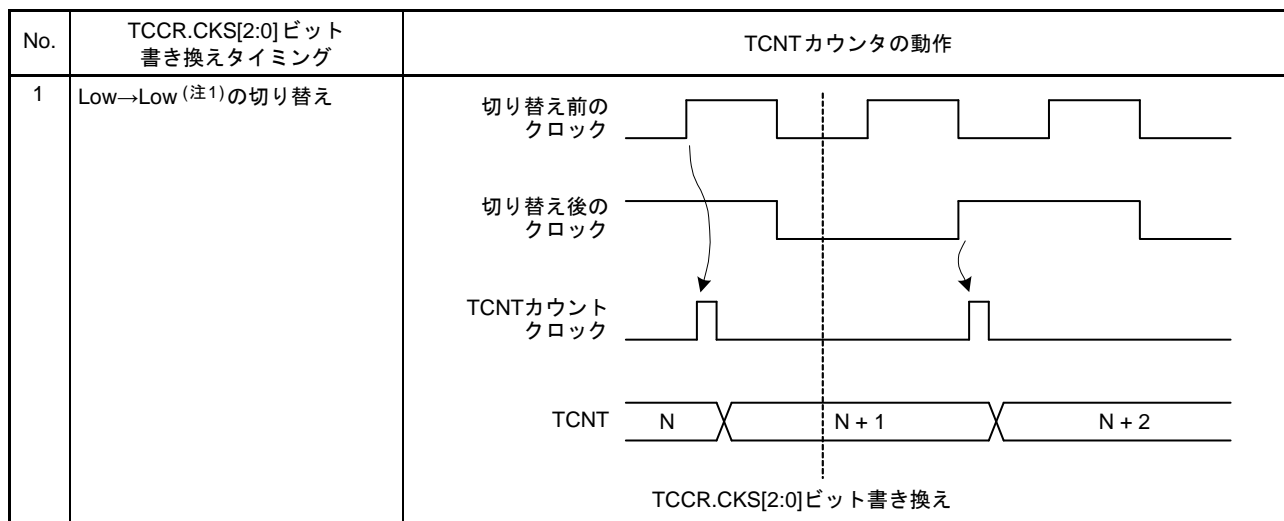 No.
TCCR.CKS[2:0]ビット
書き換えタイミング
TCNTカウンタの動作
1
Low→Low (注1)の切り替え
切り替え前の
クロック
切り替え後の
クロック
TCNTカウント
クロック
TCNT
N
N + 1
N + 2
TCCR.CKS[2:0]ビット書き換え